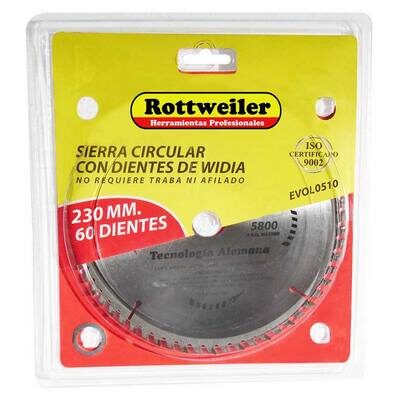 Rottweiler
Herramientas Profesionales
SIERRA CIRCULAR
CON DIENTES DE WIDIA
NO REQUIERE TRABA NI AFILADO
ISO
CERTIFICADO
9002
EVOL0510
230 MM.
60 DIENTES
5800
Tecnología Alemana